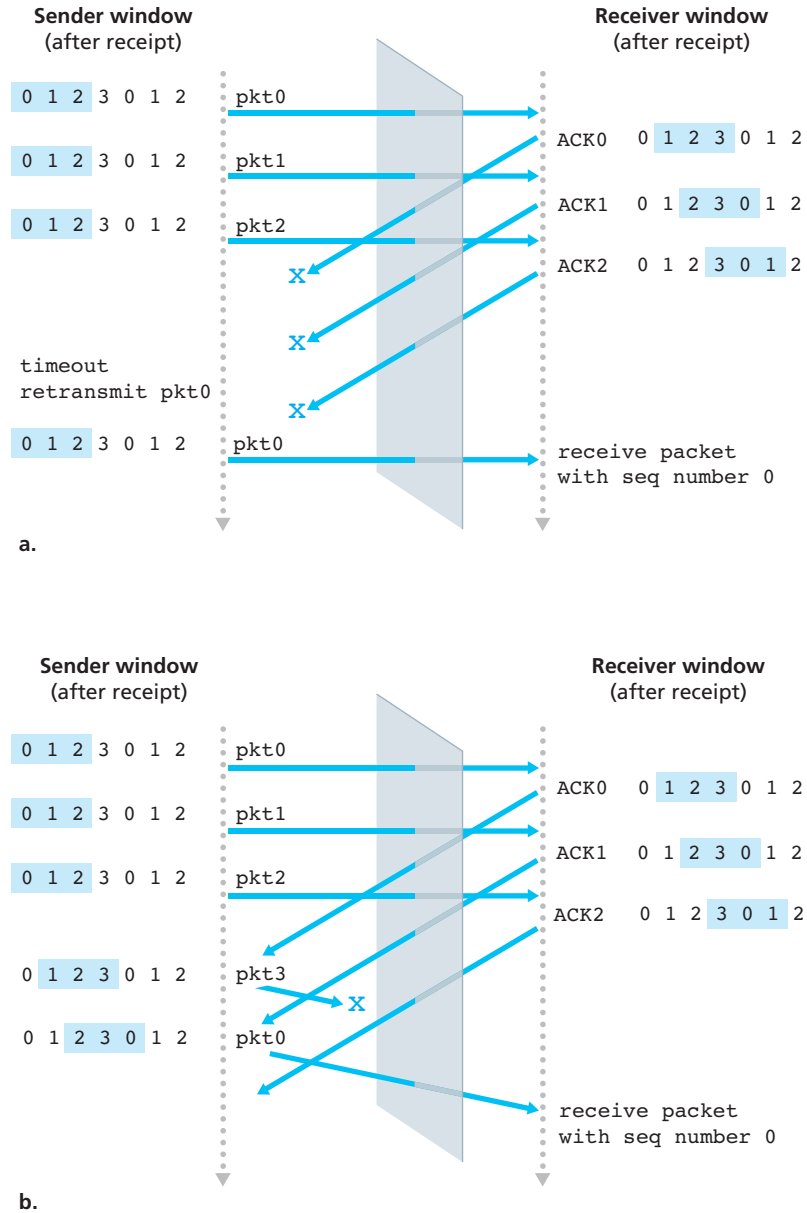 Sender window
(after receipt)
Receiver window
(after receipt)
0 1 2 3 0 1 2
pkt0
ACK0 0 1 2 3 0 1 2
0 1 2 3 0 1 2
pkt1
ACK1 0 1 2 3 0 1 2
0 1 2 3 0 1 2
pkt2
ACK2 0 1 2 3 0 1 2
x
x
x
timeout
retransmit pkt0
0 1 2 3 0 1 2
pkt0
receive packet
with seq number 0
a.
Sender window
(after receipt)
Receiver window
(after receipt)
0 1 2 3 0 1 2
pkt0
ACK0 0 1 2 3 0 1 2
0 1 2 3 0 1 2
pkt1
ACK1 0 1 2 3 0 1 2
0 1 2 3 0 1 2
pkt2
ACK2 0 1 2 3 0 1 2
0 1 2 3 0 1 2
pkt3
x
0 1 2 3 0 1 2
pkt0
receive packet
with seq number 0
b.